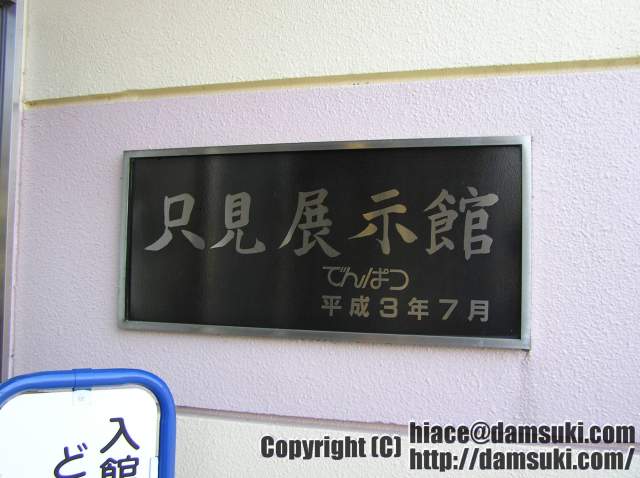 只見展示館
でんぱつ
平成3年7月
入館
ど
Copyright (C) hiace@damsuki.com
http://damsuki.com/